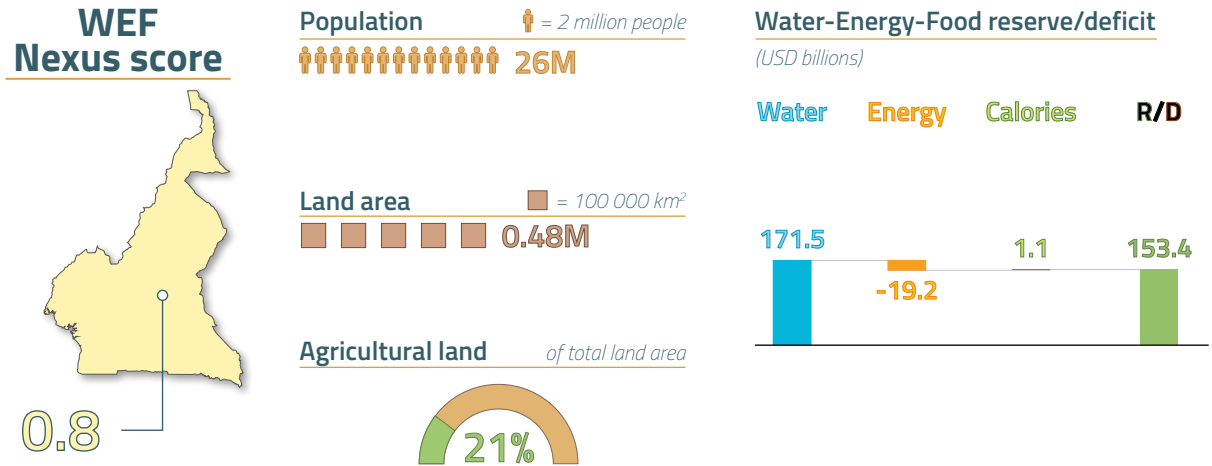 WEF
Nexus score
0.8
Population
= 2 million people
26M
Land area
= 100 000 km²
0.48M
Agricultural land
of total land area
21%
Water-Energy-Food reserve/deficit
(USD billions)
Water Energy Calories R/D
171.5
-19.2
1.1
153.4